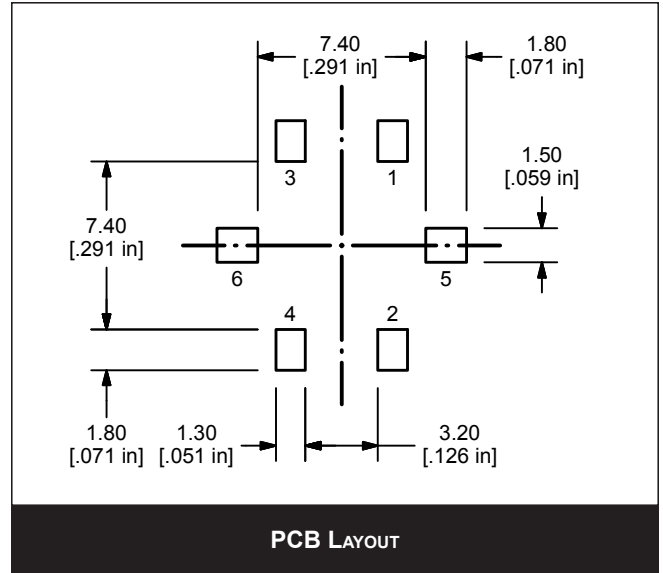 7.40
[.291 in]
1.80
[.071 in]
3
1
1.50
[.059 in]
7.40
[.291 in]
6
5
4
2
1.80
[.071 in]
1.30
[.051 in]
3.20
[.126 in]
PCB LAYOUT